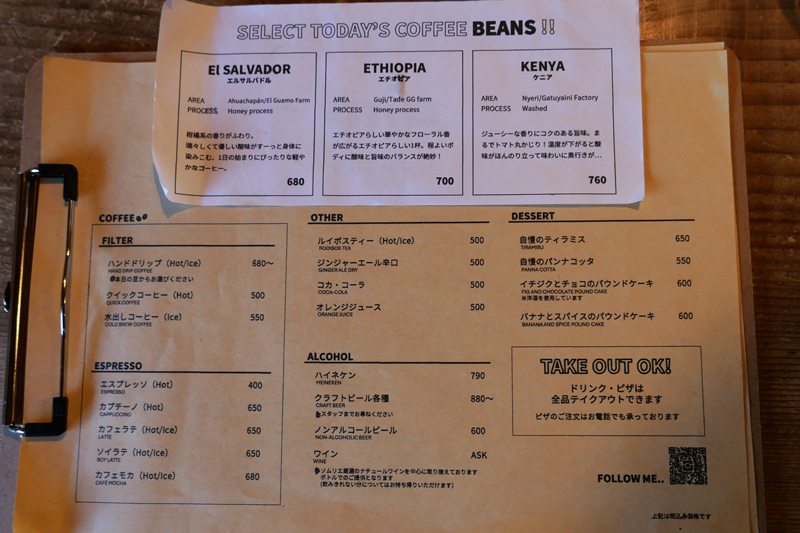 SELECT TODAY'S COFFEE BEANS !!
El SALVADOR
エルサルバドル
AREA Ahuachapán/El Guamo Farm
PROCESS Honey process
柑橘系の香りがふわり。
瑞々しくて優しい酸味がすーっと身体に
染みこむ。1日の始まりにぴったりな軽や
かなコーヒー。
680
ETHIOPIA
エチオピア
AREA Guji/Tade GG farm
PROCESS Honey process
エチオピアらしい華やかなフローラル香
が広がるエチオピアらしい1杯。程よいボ
ディに酸味と旨味のバランスが絶妙！
700
KENYA
ケニア
AREA Nyeri/Gatuyaini Factory
PROCESS Washed
ジューシーな香りにコクのある旨味。ま
るでトマト丸かじり！温度が下がると酸
味がほんのり立って味わいに奥行きが…
760
COFFEE
FILTER
ハンドドリップ（Hot/Ice） 680〜
HAND DRIP COFFEE
本日の豆からお選びください
クイックコーヒー（Hot） 500
QUICK COFFEE
水出しコーヒー（Ice） 550
COLD BREW COFFEE
ESPRESSO
エスプレッソ（Hot） 400
ESPRESSO
カプチーノ（Hot） 650
CAPPUCCINO
カフェラテ（Hot/Ice） 650
LATTE
ソイラテ（Hot/Ice） 650
SOY LATTE
カフェモカ（Hot/Ice） 680
CAFÉ MOCHA
OTHER
ルイボスティー（Hot/Ice） 500
ROOIBOS TEA
ジンジャーエール辛口 500
GINGER ALE DRY
コカ・コーラ 500
COCA-COLA
オレンジジュース 500
ORANGE JUICE
ALCOHOL
ハイネケン 790
HEINEKEN
クラフトビール各種 880〜
CRAFT BEER
スタッフまでお尋ねください
ノンアルコールビール 600
NON-ALCOHOLIC BEER
ワイン ASK
WINE
ソムリエ厳選のナチュールワインを中心に取り揃えております
ボトルでのご提供となります
（飲みきれない分についてはお持ち帰りいただけます）
DESSERT
自慢のティラミス 650
TIRAMISU
自慢のパンナコッタ 550
PANNA COTTA
イチジクとチョコのパウンドケーキ 600
FIG AND CHOCOLATE POUND CAKE
※洋酒を使用しています
バナナとスパイスのパウンドケーキ 600
BANANA AND SPICE POUND CAKE
TAKE OUT OK!
ドリンク・ピザは
全品テイクアウトできます
ピザのご注文はお電話でも承っております
FOLLOW ME..
上記は税込み価格です